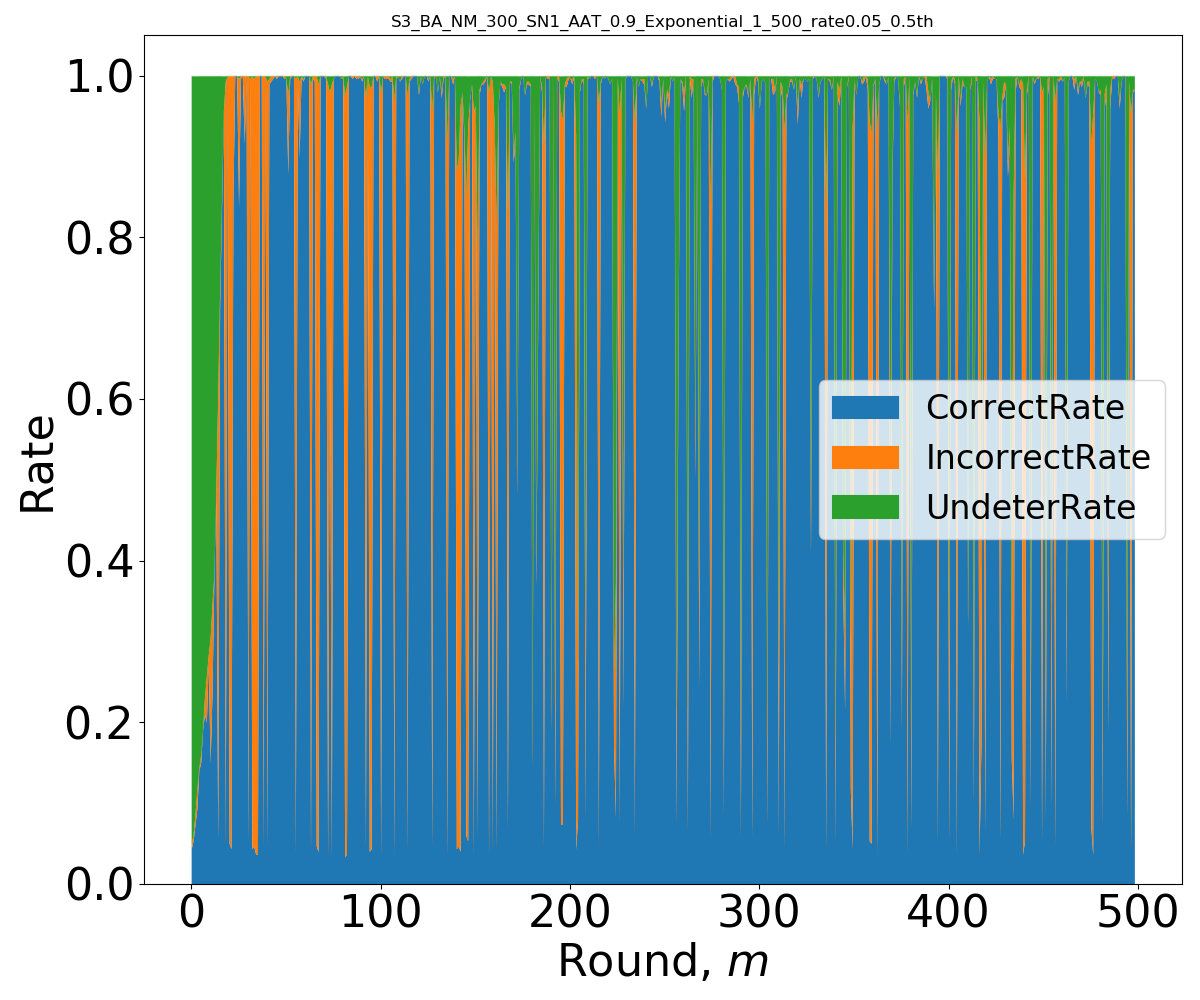 S3_BA_NM_300_SN1_AAT_0.9_Exponential_1_500_rate0.05_0.5th
1.0
0.8
0.6
0.4
0.2
0.0
Rate
CorrectRate
IncorrectRate
UndeterRate
0 100 200 300 400 500
Round, m